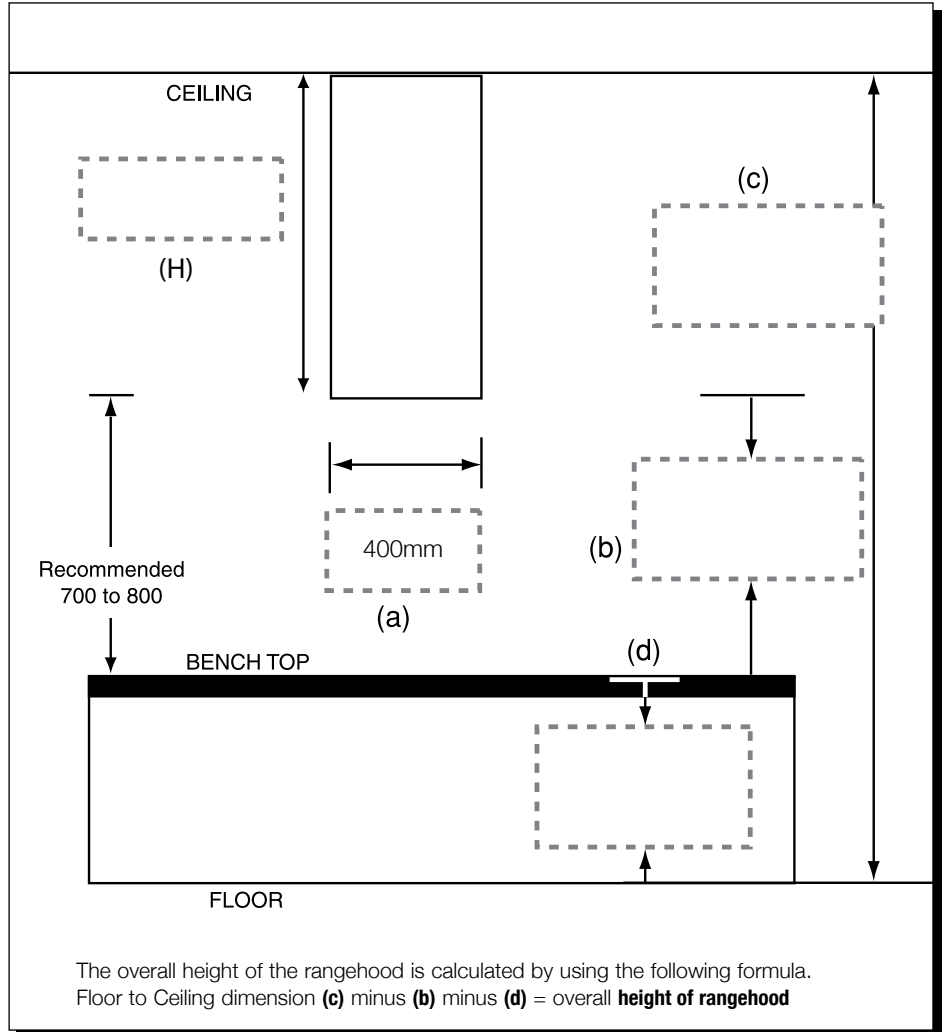 CEILING
(c)
(H)
400mm
(b)
Recommended
700 to 800
(a)
BENCH TOP
(d)
FLOOR
The overall height of the rangehood is calculated by using the following formula.
Floor to Ceiling dimension (c) minus (b) minus (d) = overall height of rangehood